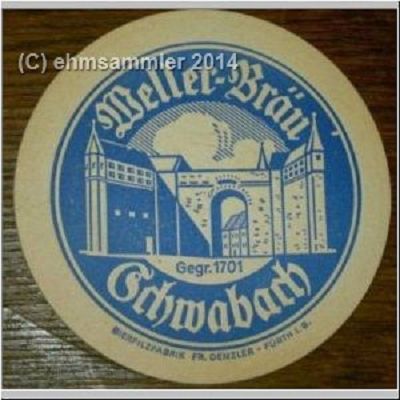 (C) ehmsammler 2014
Weller-Bräu
Gegr. 1701
Schwabach
BIERFILZFABRIK FR. DENZLER - FÜRTH I. B.